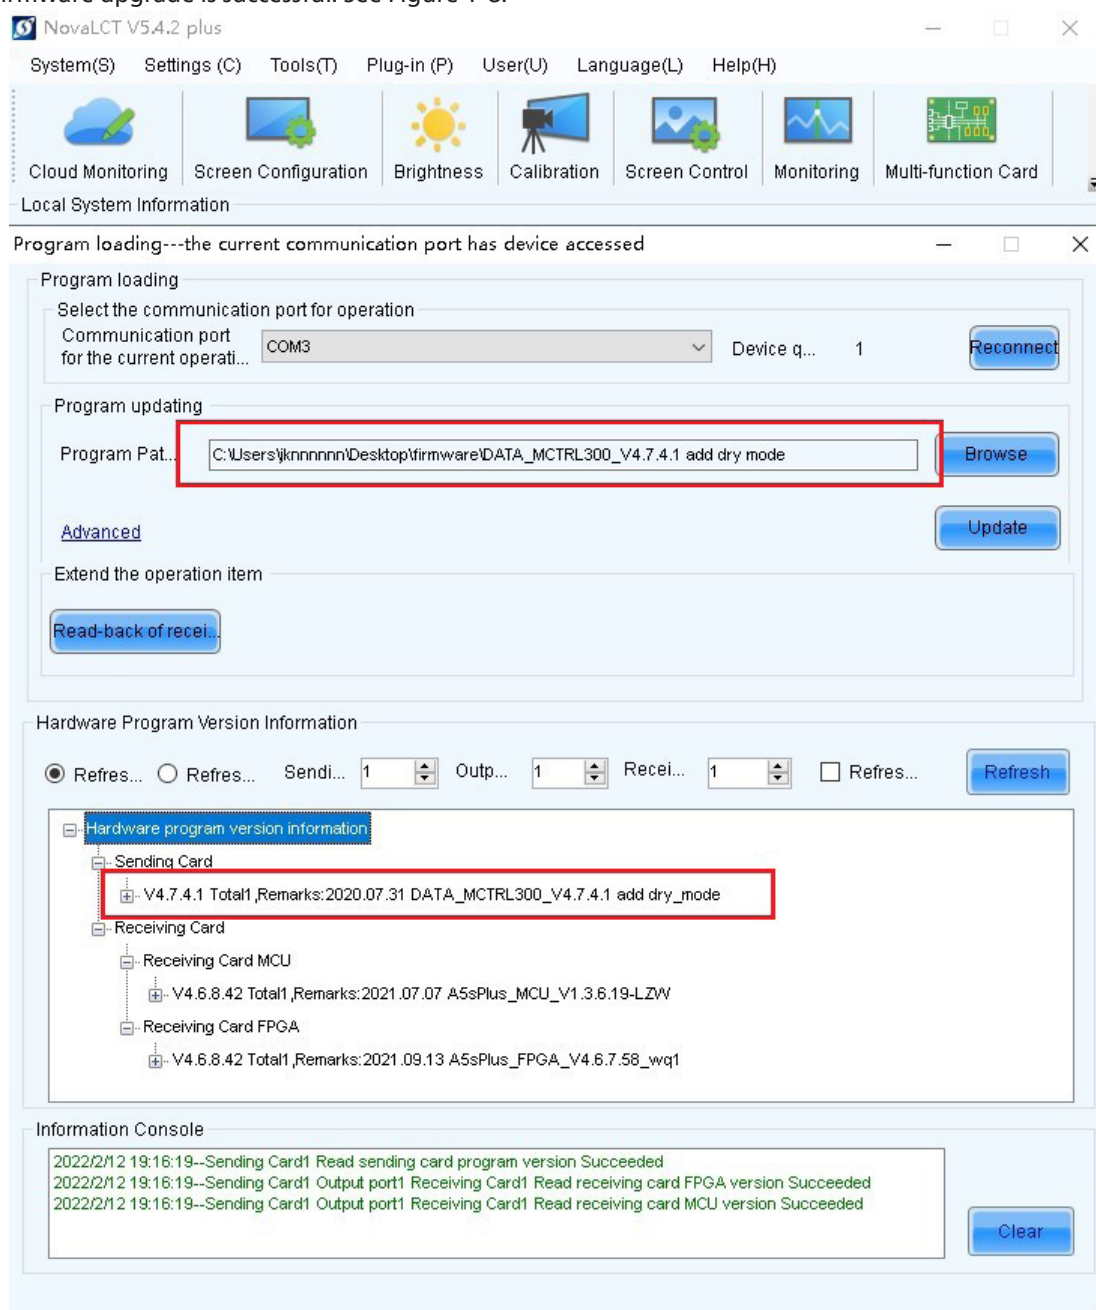 firmware upgrade is successful. See Figure 4-8.
NovaLCT V5.4.2 plus
System(S) Settings (C) Tools(T) Plug-in (P) User(U) Language(L) Help(H)
Cloud Monitoring Screen Configuration Brightness Calibration Screen Control Monitoring Multi-function Card
Local System Information
Program loading---the current communication port has device accessed
Program loading
Select the communication port for operation
Communication port
for the current operati... COM3 Device q... 1 Reconnect
Program updating
Program Pat... C:\Users\jknnnnnn\Desktop\firmware\DATA_MCTRL300_V4.7.4.1 add dry mode Browse
Advanced Update
Extend the operation item
Read-back of recei...
Hardware Program Version Information
Refres... Refres... Sendi... 1 Outp... 1 Recei... 1 Refres... Refresh
Hardware program version information
Sending Card
V4.7.4.1 Total1 ,Remarks:2020.07.31 DATA_MCTRL300_V4.7.4.1 add dry_mode
Receiving Card
Receiving Card MCU
V4.6.8.42 Total1 ,Remarks:2021.07.07 A5sPlus_MCU_V1.3.6.19-LZW
Receiving Card FPGA
V4.6.8.42 Total1 ,Remarks:2021.09.13 A5sPlus_FPGA_V4.6.7.58_wq1
Information Console
2022/2/12 19:16:19--Sending Card1 Read sending card program version Succeeded
2022/2/12 19:16:19--Sending Card1 Output port1 Receiving Card1 Read receiving card FPGA version Succeeded
2022/2/12 19:16:19--Sending Card1 Output port1 Receiving Card1 Read receiving card MCU version Succeeded
Clear